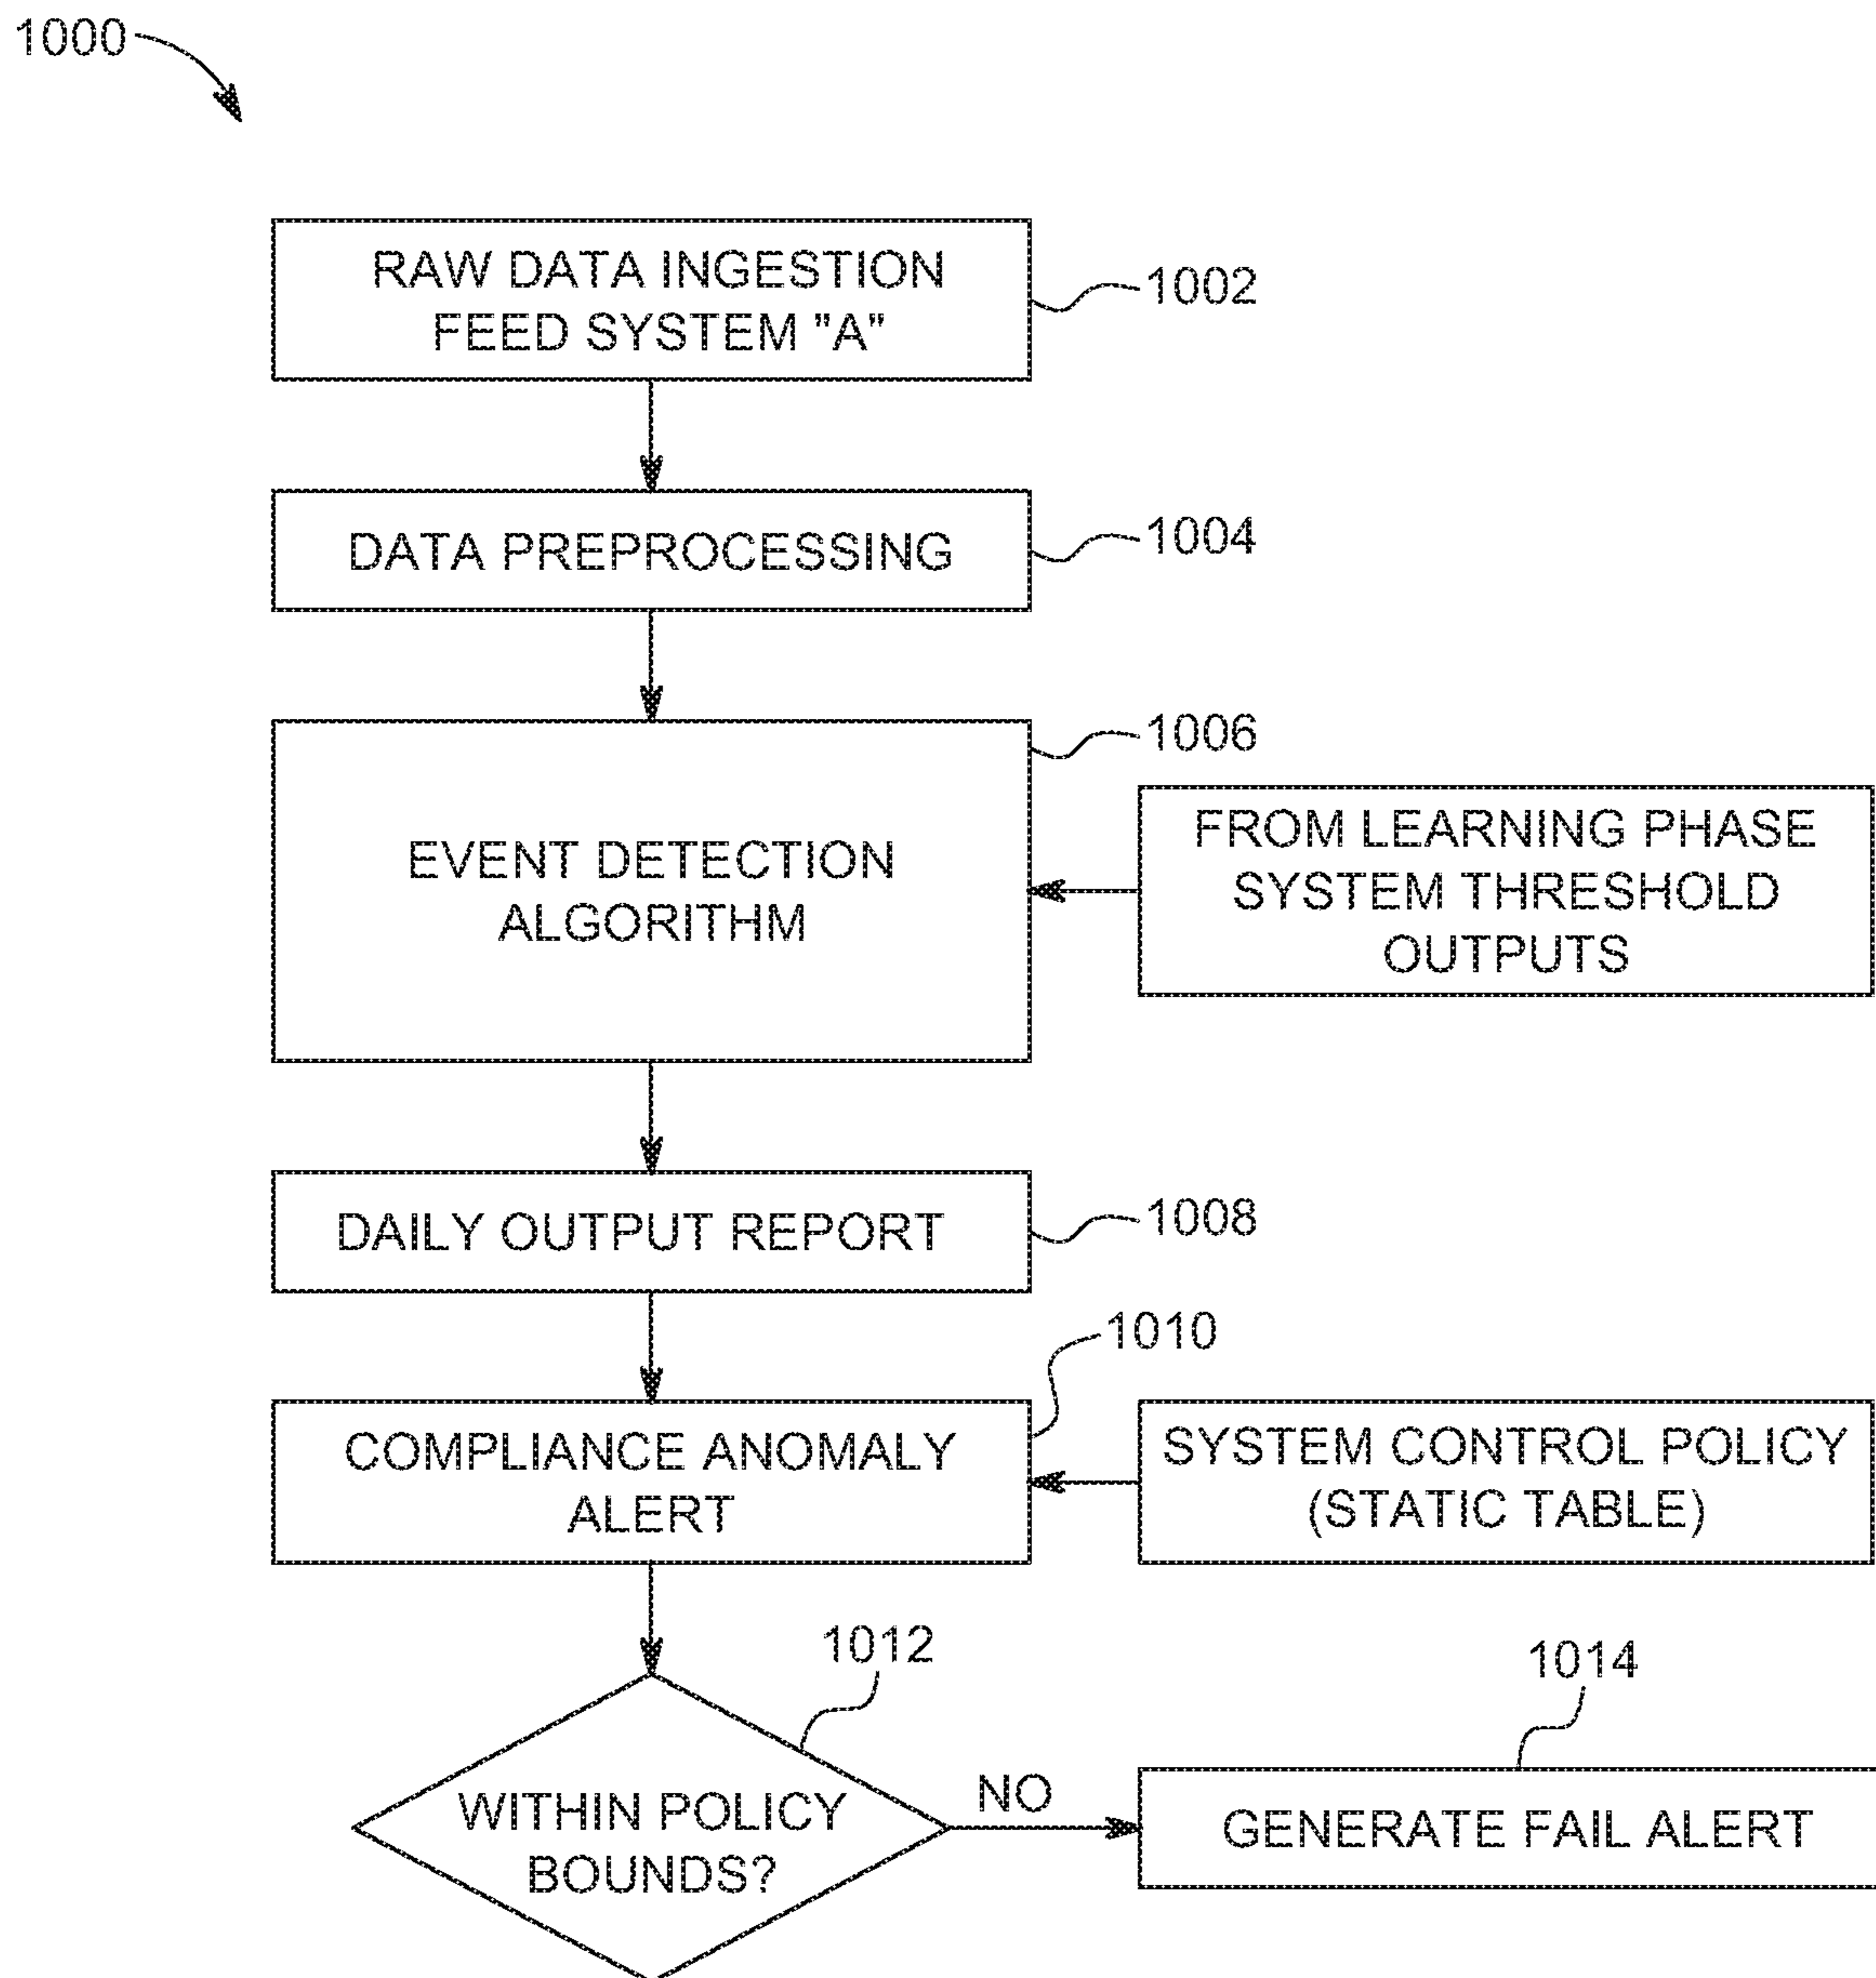 1000
RAW DATA INGESTION
FEED SYSTEM "A"
1002
DATA PREPROCESSING
1004
1006
EVENT DETECTION
ALGORITHM
FROM LEARNING PHASE
SYSTEM THRESHOLD
OUTPUTS
DAILY OUTPUT REPORT
1008
1010
COMPLIANCE ANOMALY
ALERT
SYSTEM CONTROL POLICY
(STATIC TABLE)
1012
1014
WITHIN POLICY
BOUNDS?
NO
GENERATE FAIL ALERT